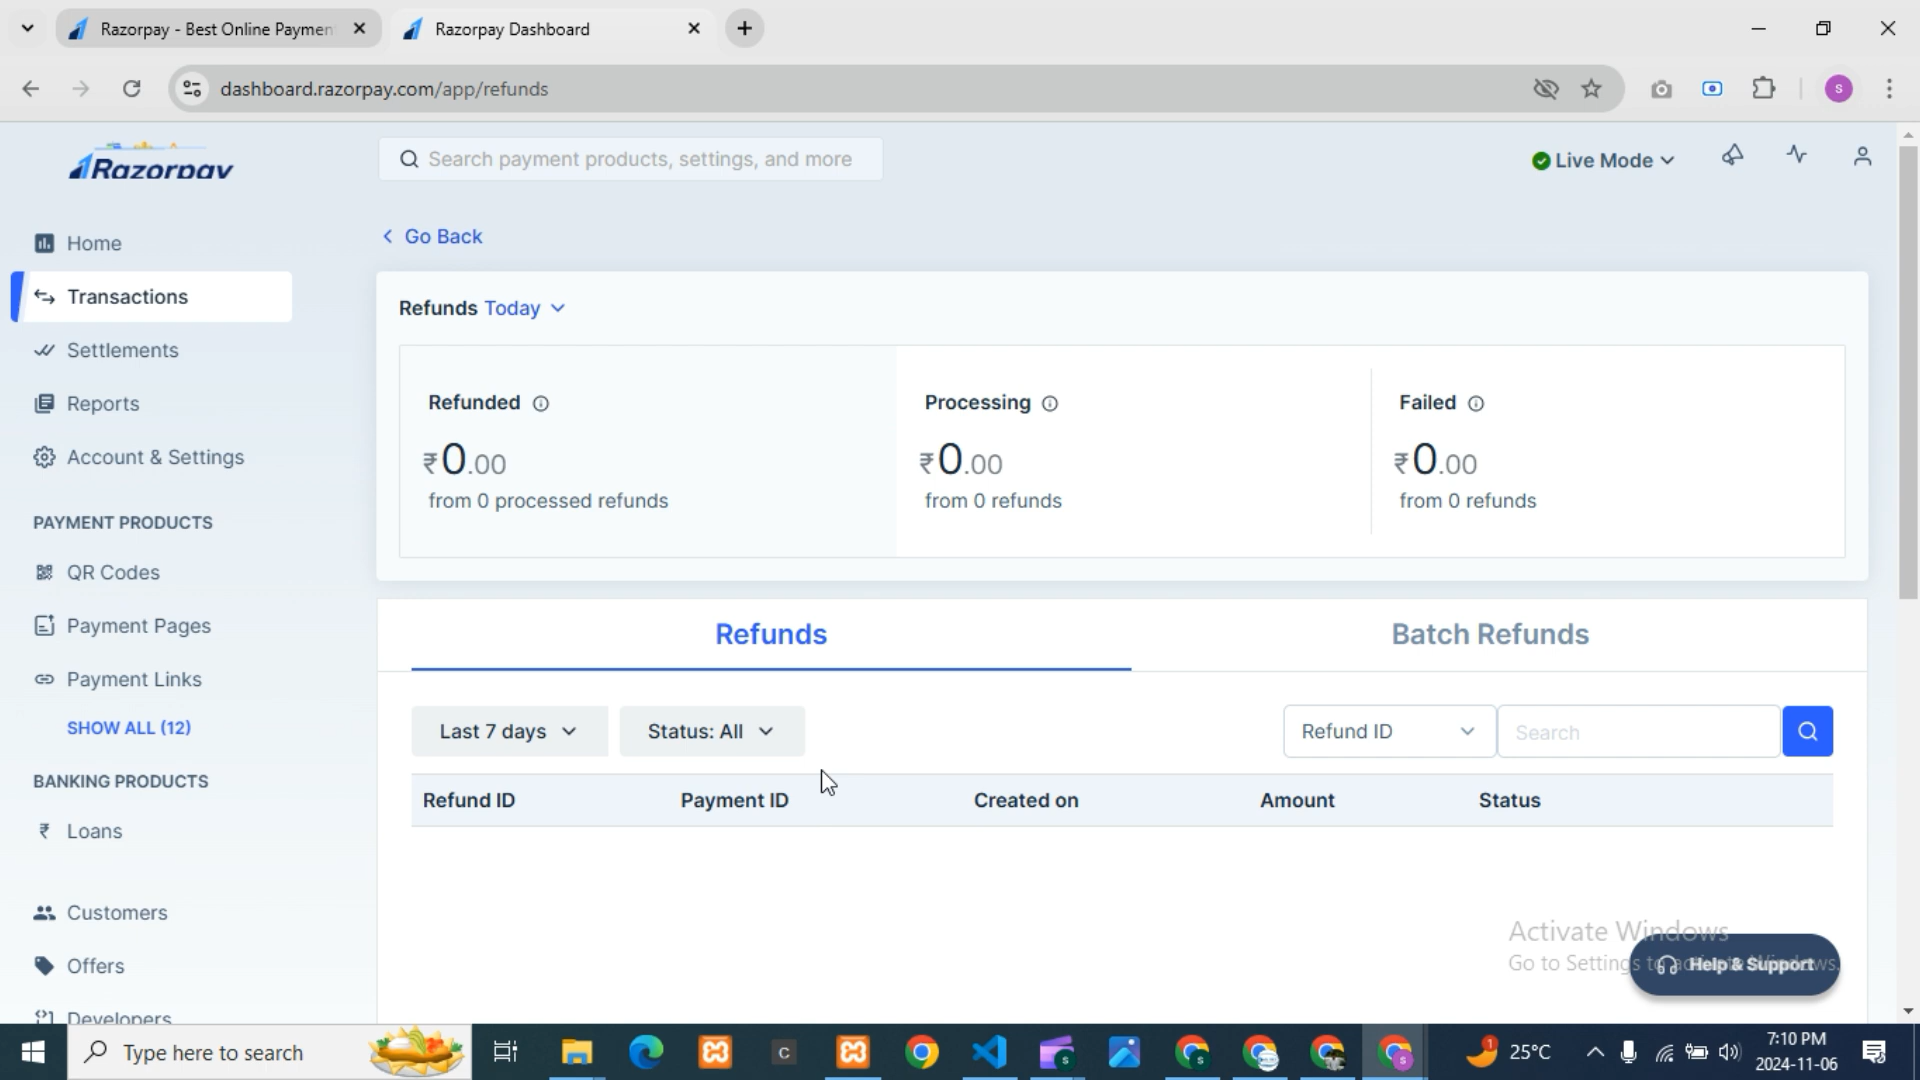 Razorpay - Best Online Paymen
Razorpay Dashboard
dashboard.razorpay.com/app/refunds
S
Razorpay
Search payment products, settings, and more
Live Mode
Home
Transactions
Settlements
Reports
Account & Settings
PAYMENT PRODUCTS
QR Codes
Payment Pages
Payment Links
SHOW ALL (12)
BANKING PRODUCTS
₹ Loans
Customers
Offers
Developers
Go Back
Refunds Today
Refunded
₹0.00
from 0 processed refunds
Processing
₹0.00
from 0 refunds
Failed
₹0.00
from 0 refunds
Refunds
Batch Refunds
Last 7 days
Status: All
Refund ID
Search
Refund ID Payment ID Created on Amount Status
Activate Windows
Go to Settings to activate Windows.
Help & Support
Type here to search
C
1
25°C
7:10 PM
2024-11-06